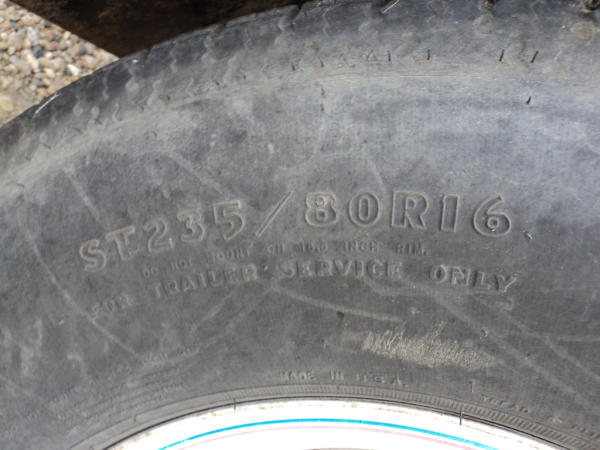 ST235/80R16
DO NOT MOUNT ON 16.5 INCH RIM.
FOR TRAILER SERVICE ONLY
MADE IN U.S.A.